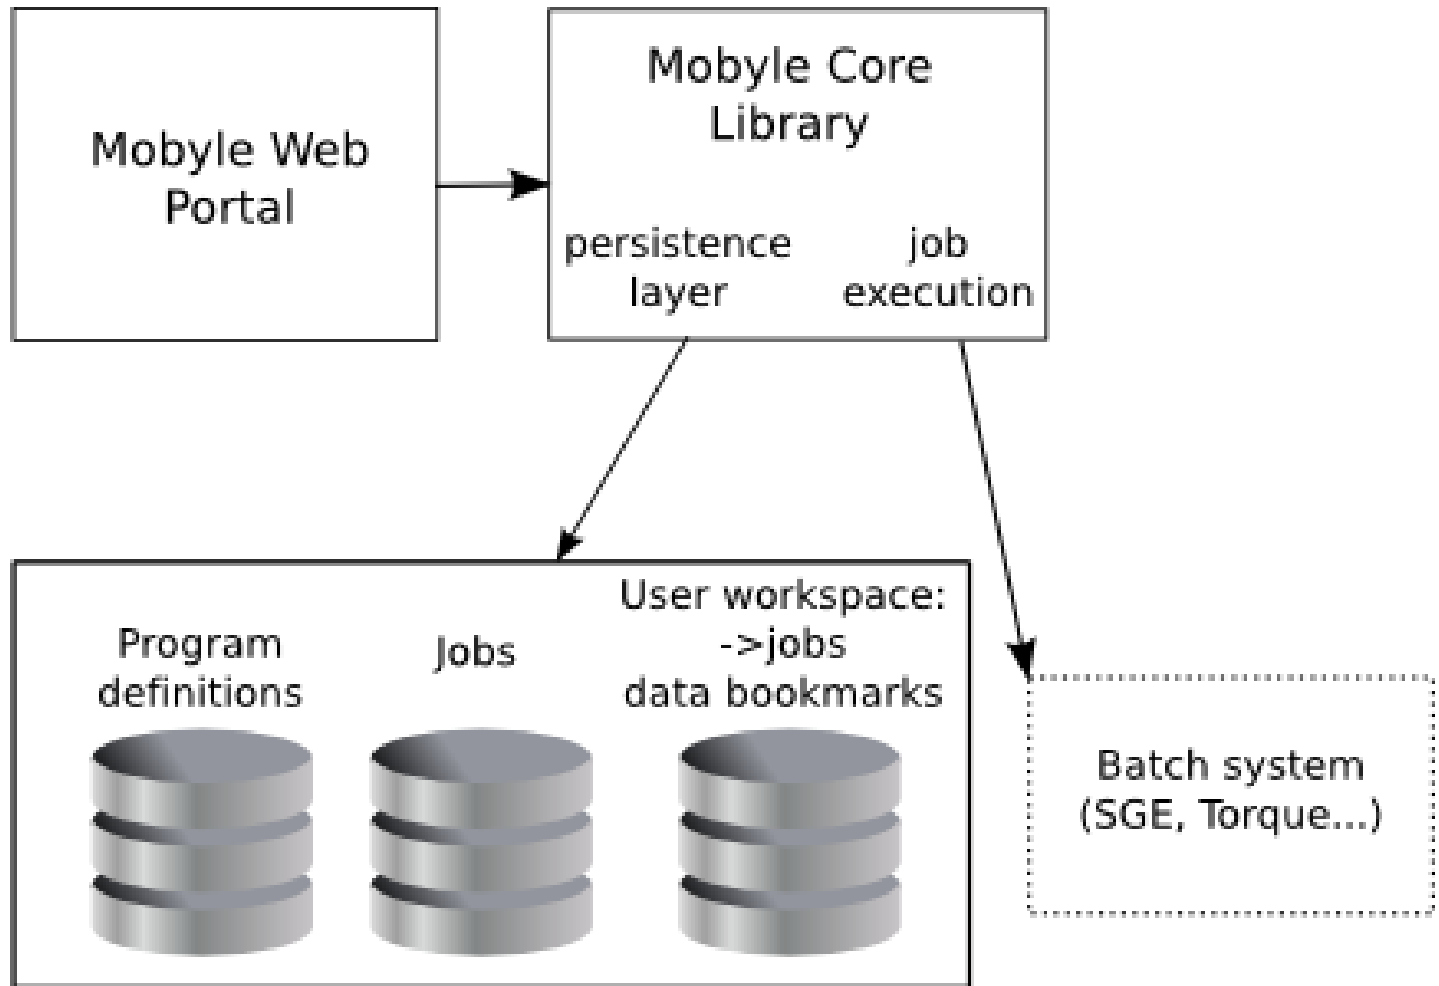 Mobyle Web
Portal
Mobyle Core
Library
persistence
layer
job
execution
Program
definitions
Jobs
User workspace:
->jobs
data bookmarks
Batch system
(SGE, Torque...)